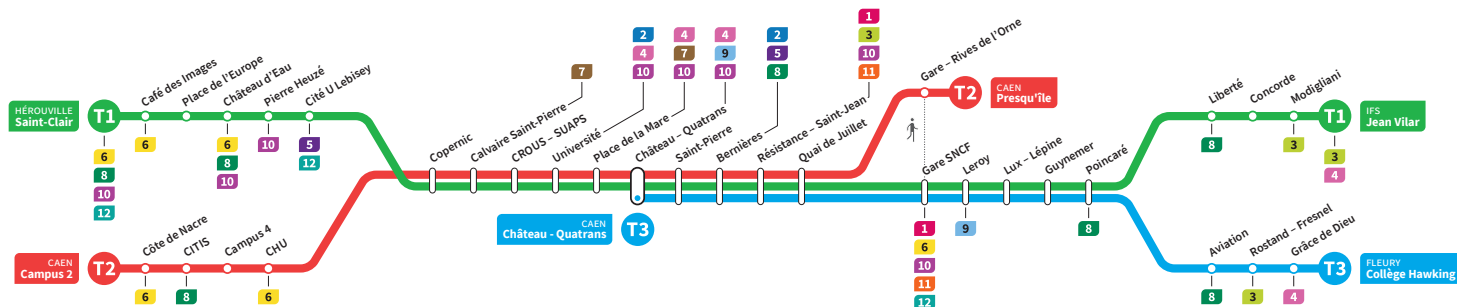 HÉROUVILLE
Saint-Clair
T1
6
8
10
12
Café des Images
6
Place de l'Europe
Château d'Eau
6
8
10
Pierre Heuzé
10
Cité U Lebisey
5
12
CAEN
Campus 2
T2
Côte de Nacre
6
CITIS
8
Campus 4
CHU
6
Copernic
Calvaire Saint-Pierre
7
CROUS – SUAPS
Université
2
4
10
Place de la Mare
4
7
10
Château – Quatrans
4
9
10
CAEN
Château - Quatrans
T3
Saint-Pierre
Bernières
2
5
8
Résistance – Saint-Jean
1
3
10
11
Quai de Juillet
Gare – Rives de l'Orne
T2
CAEN
Presqu'île
Gare SNCF
1
6
10
11
12
Leroy
9
Lux – Lépine
Guynemer
Poincaré
8
Liberté
8
Concorde
Modigliani
3
T1
3
4
IFS
Jean Vilar
Aviation
8
Rostand – Fresnel
3
Grâce de Dieu
4
T3
FLEURY
Collège Hawking